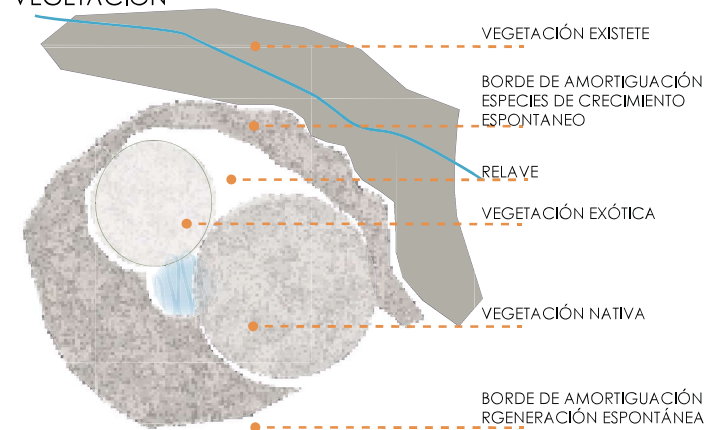 VEGETACIÓN
VEGETACIÓN EXISTETE
BORDE DE AMORTIGUACIÓN
ESPECIES DE CRECIMIENTO
ESPONTANEO
RELAVE
VEGETACIÓN EXÓTICA
VEGETACIÓN NATIVA
BORDE DE AMORTIGUACIÓN
RGENERACIÓN ESPONTÁNEA